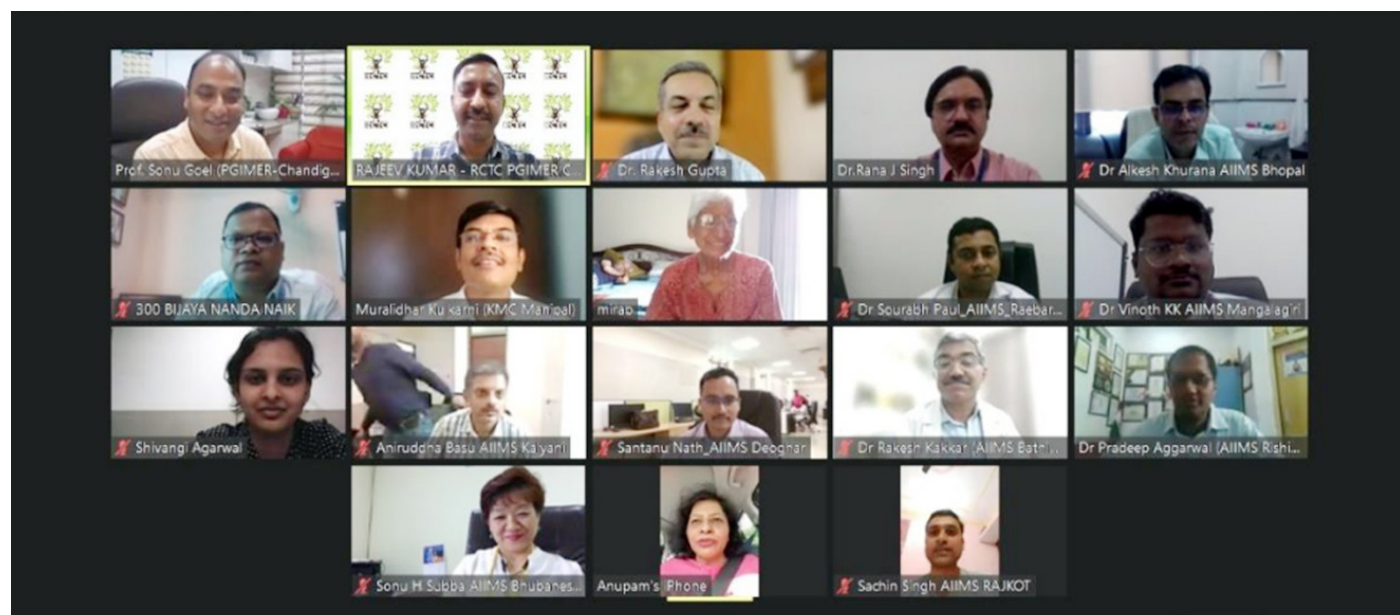 Prof. Sonu Goel (PGIMER-Chandig...
RAJEEV KUMAR - RCTC PGIMER C...
Dr. Rakesh Gupta
Dr.Rana J Singh
Dr Alkesh Khurana AIIMS Bhopal
300 BIJAYA NANDA NAIK
Muralidhar Kulkarni (KMC Manipal)
mirap
Dr Sourabh Paul_AIIMS_Raebar...
Dr Vinoth KK AIIMS Mangalagiri
Shivangi Agarwal
Aniruddha Basu AIIMS Kalyani
Santanu Nath_AIIMS Deoghar
Dr Rakesh Kakkar (AIIMS Bathi...
Dr Pradeep Aggarwal (AIIMS Rishi...
Sonu H Subba AIIMS Bhubanes...
Anupam's Phone
Sachin Singh AIIMS RAJKOT